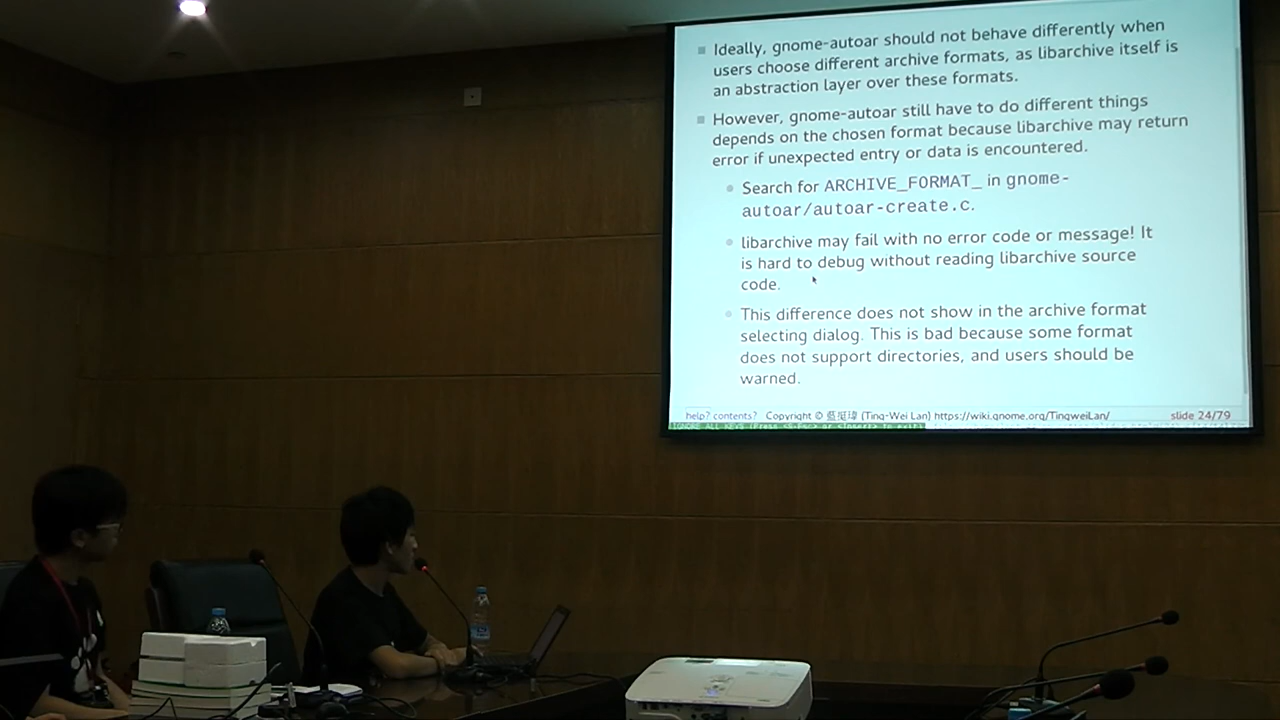 Ideally, gnome-autoar should not behave differently when
users choose different archive formats, as libarchive itself is
an abstraction layer over these formats.
However, gnome-autoar still have to do different things
depends on the chosen format because libarchive may return
error if unexpected entry or data is encountered.
Search for ARCHIVE_FORMAT_ in gnome-
autoar/autoar-create.c.
libarchive may fail with no error code or message! It
is hard to debug without reading libarchive source
code.
This difference does not show in the archive format
selecting dialog. This is bad because some format
does not support directories, and users should be
warned.
help? contents? Copyright © 藍挺瑋 (Ting-Wei Lan) https://wiki.gnome.org/TingweiLan/ slide 24/79